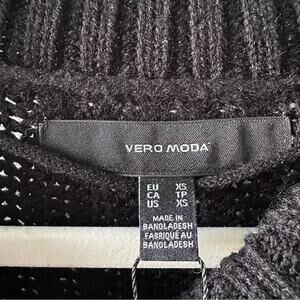 VERO MODA
EU XS
CA TP
US XS
MADE IN
BANGLADESH
FABRIQUÉ AU
BANGLADESH